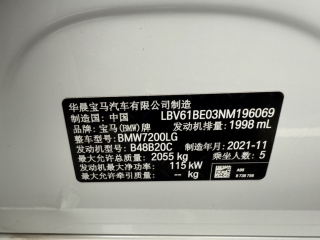 华晨宝马汽车有限公司制造
制造国: 中国 LBV61BE03NM196069
品牌: 宝马(BMW)牌 发动机排量: 1998 mL
整车型号: BMW7200LG
发动机型号: B48B20C 制造年月: 2021-11
最大允许总质量: 2055 kg 乘坐人数: 5
发动机最大净功率: 115 kW
最大允许牵引质量: -- kg